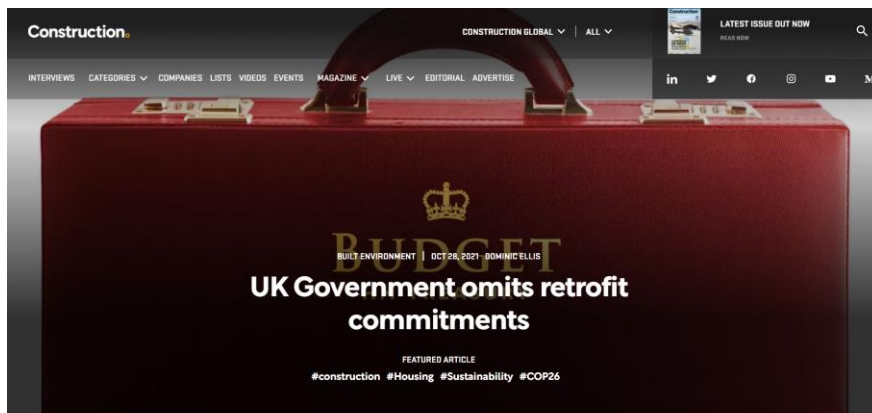 Construction.
CONSTRUCTION GLOBAL | ALL
Construction
LATEST ISSUE OUT NOW
READ NOW
INTERVIEWS CATEGORIES COMPANIES LISTS VIDEOS EVENTS MAGAZINE LIVE EDITORIAL ADVERTISE
BUDGET
BUILT ENVIRONMENT | OCT 28, 2021 DOMINIC ELLIS
UK Government omits retrofit
commitments
FEATURED ARTICLE
#construction #Housing #Sustainability #COP26